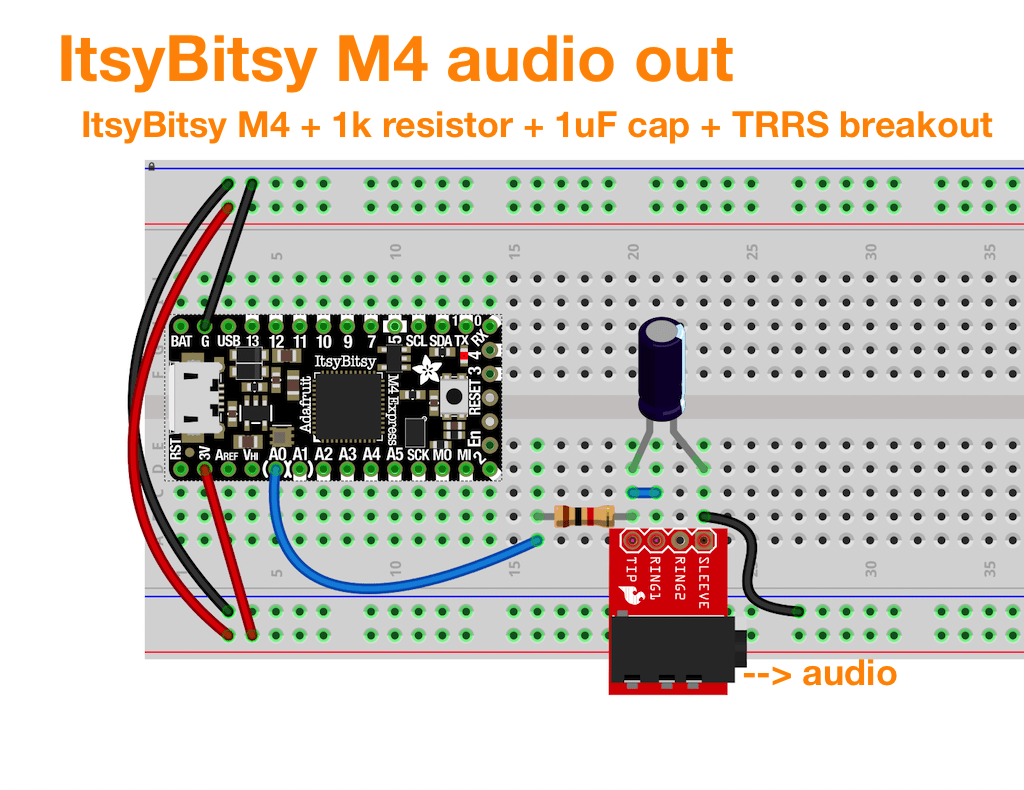 ItsyBitsy M4 audio out
ItsyBitsy M4 + 1k resistor + 1uF cap + TRRS breakout
5 10 15 20 25 30 35
BAT G USB 13 12 11 10 9 7 5 SCL SDA TX RX
1 0
ItsyBitsy
Adafruit
M4 Express
RESET 3 4
En 2
RST 3V AREF VHI A0 A1 A2 A3 A4 A5 SCK MO MI
F
E
D
C
A
1 5 10 15 30 35
TIP
RING1
RING2
SLEEVE
--> audio